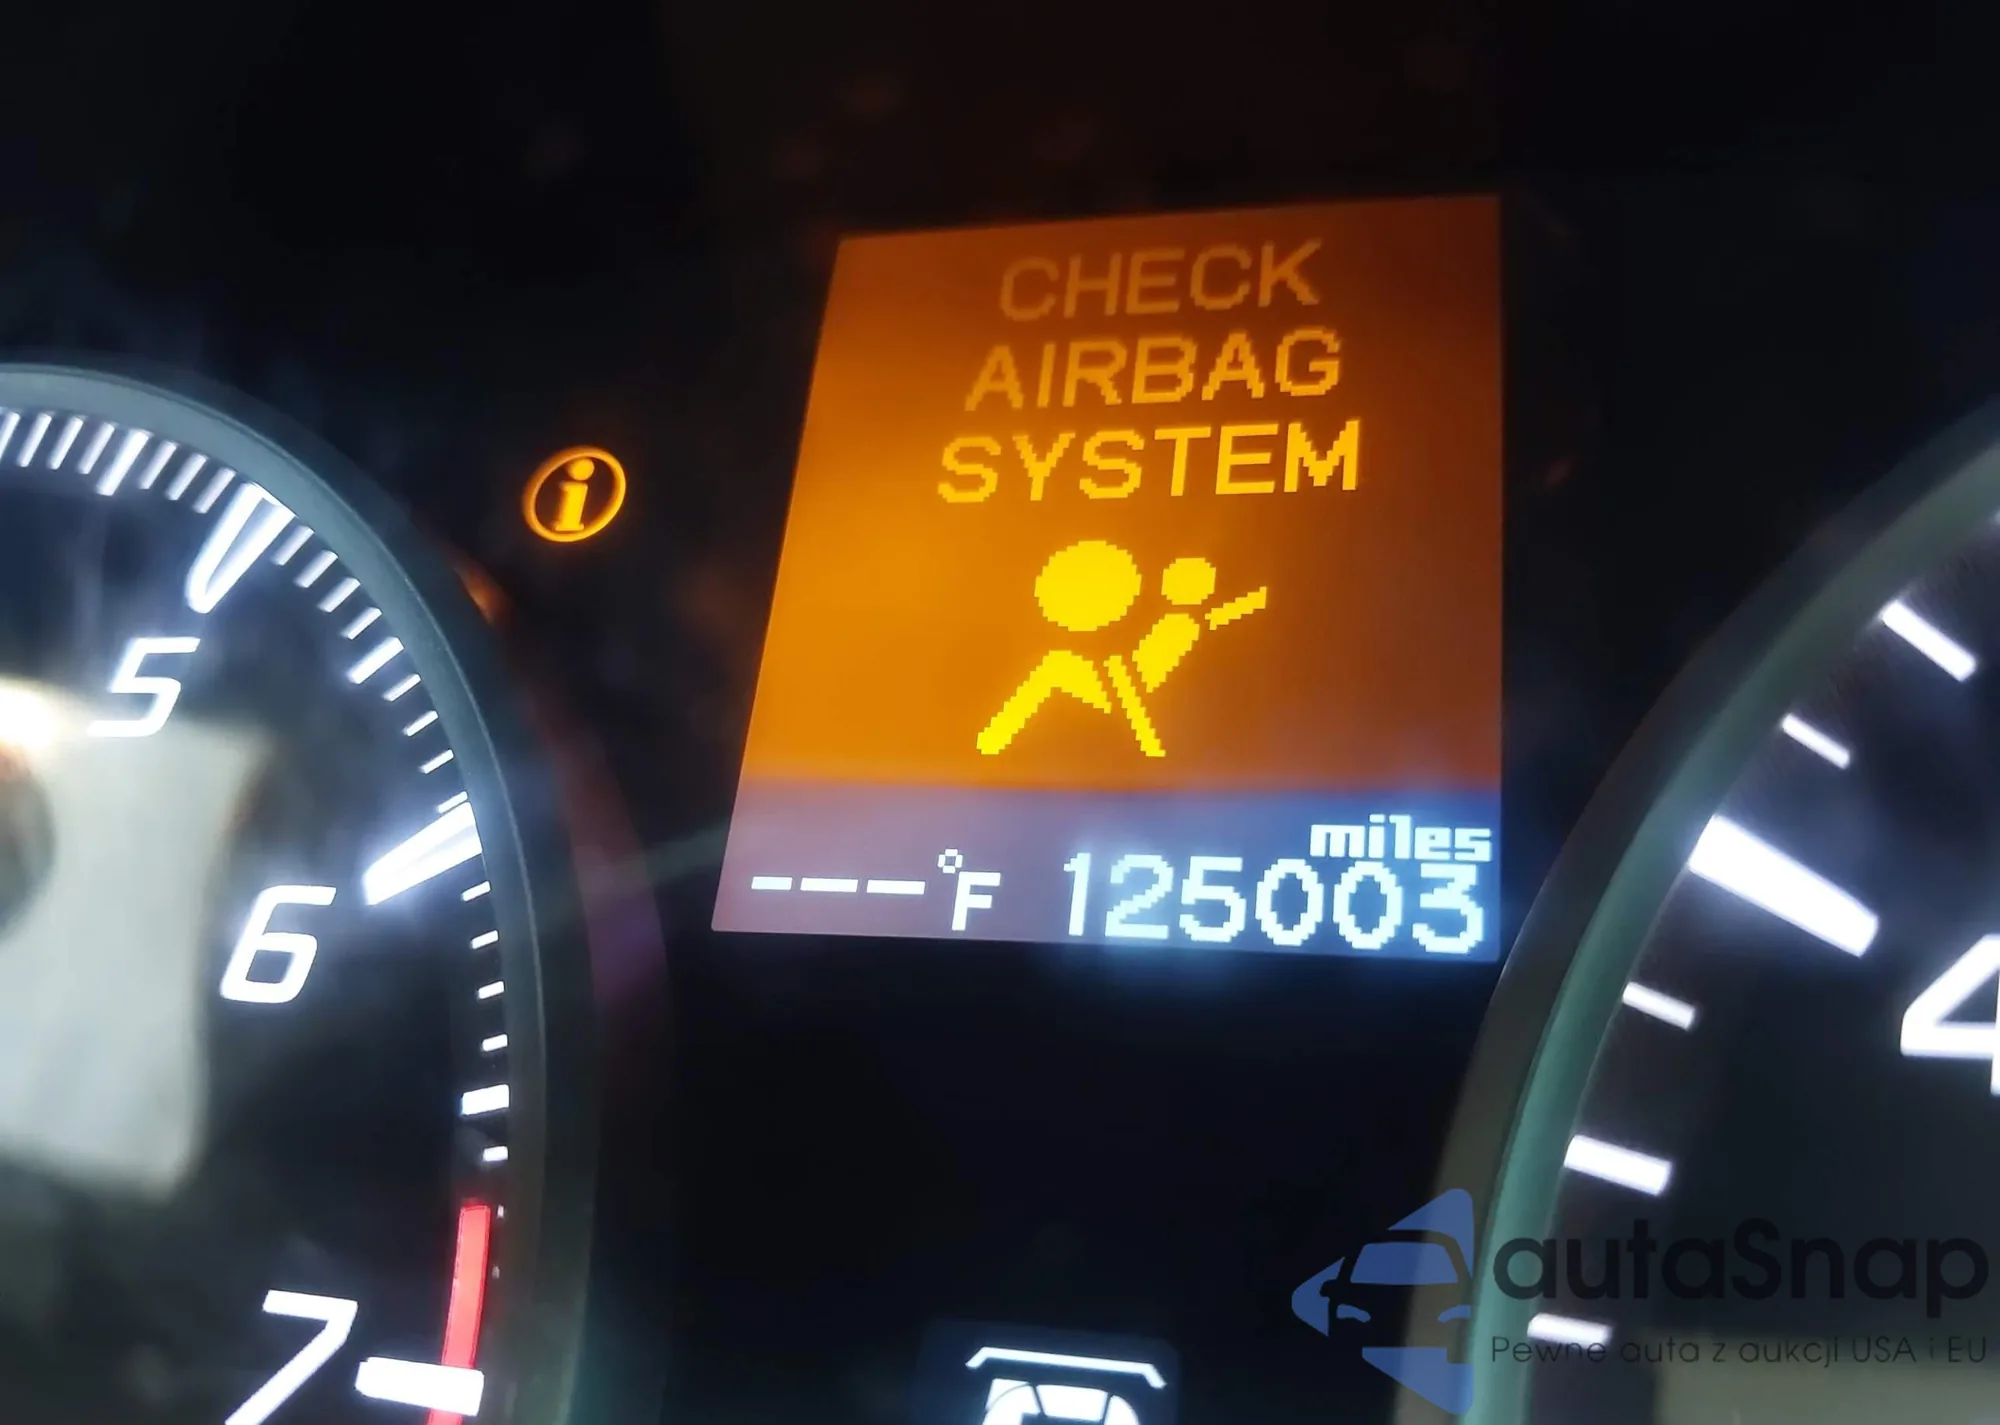 CHECK
AIRBAG
SYSTEM
i
5
6
7
miles
---°F 125003
4
autaSnap
Pewne auta z aukcji USA i EU